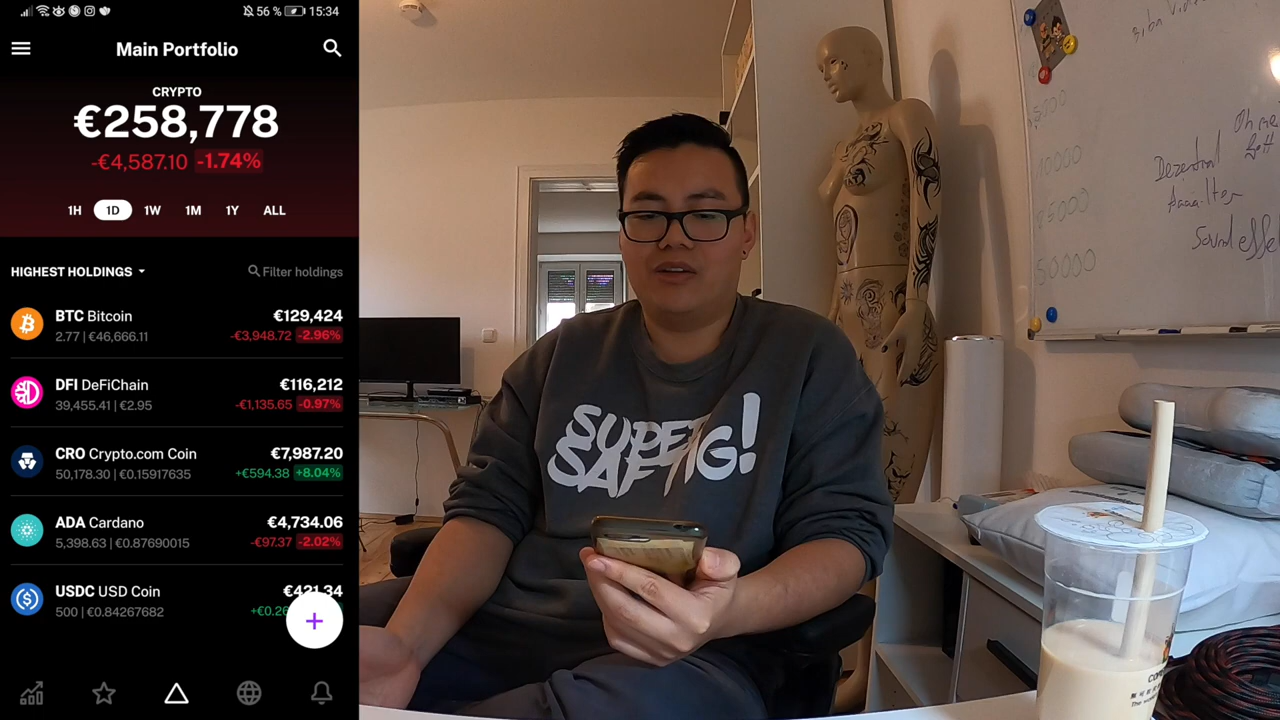 56 % 15:34
Main Portfolio
CRYPTO
€258,778
-€4,587.10 -1.74%
1H 1D 1W 1M 1Y ALL
HIGHEST HOLDINGS Filter holdings
BTC Bitcoin €129,424
2.77 | €46,666.11 -€3,948.72 -2.96%
DFI DeFiChain €116,212
39,455.41 | €2.95 -€1,135.65 -0.97%
CRO Crypto.com Coin €7,987.20
50,178.30 | €0.15917635 +€594.38 +8.04%
ADA Cardano €4,734.06
5,398.63 | €0.87690015 -€97.37 -2.02%
USDC USD Coin €421.34
500 | €0.84267682
+
SUPER
SAFTIG!
Ohne
Dezentral
50000